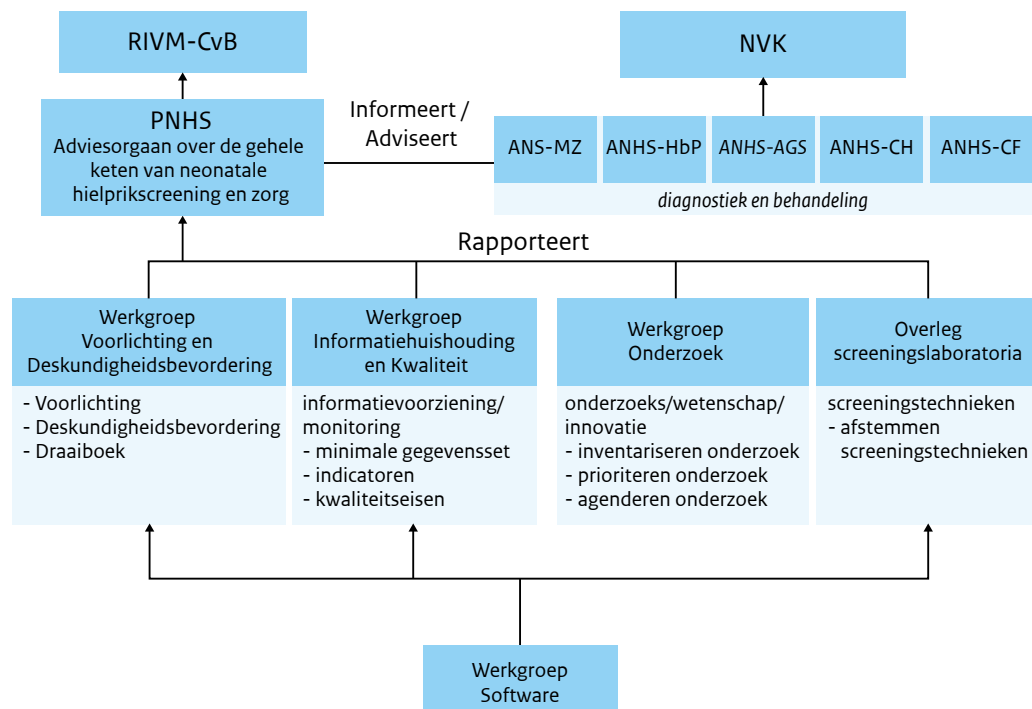 RIVM-CvB
NVK
PNHS
Adviesorgaan over de gehele
keten van neonatale
hielprikscreening en zorg
Informeert /
Adviseert
ANS-MZ
ANHS-HbP
ANHS-AGS
ANHS-CH
ANHS-CF
diagnostiek en behandeling
Rapporteert
Werkgroep
Voorlichting en
Deskundigheidsbevordering
- Voorlichting
- Deskundigheidsbevordering
- Draaiboek
Werkgroep
Informatiehuishouding
en Kwaliteit
informatievoorziening/
monitoring
- minimale gegevensset
- indicatoren
- kwaliteitseisen
Werkgroep
Onderzoek
onderzoeks/wetenschap/
innovatie
- inventariseren onderzoek
- prioriteren onderzoek
- agenderen onderzoek
Overleg
screeningslaboratoria
screeningstechnieken
- afstemmen
screeningstechnieken
Werkgroep
Software